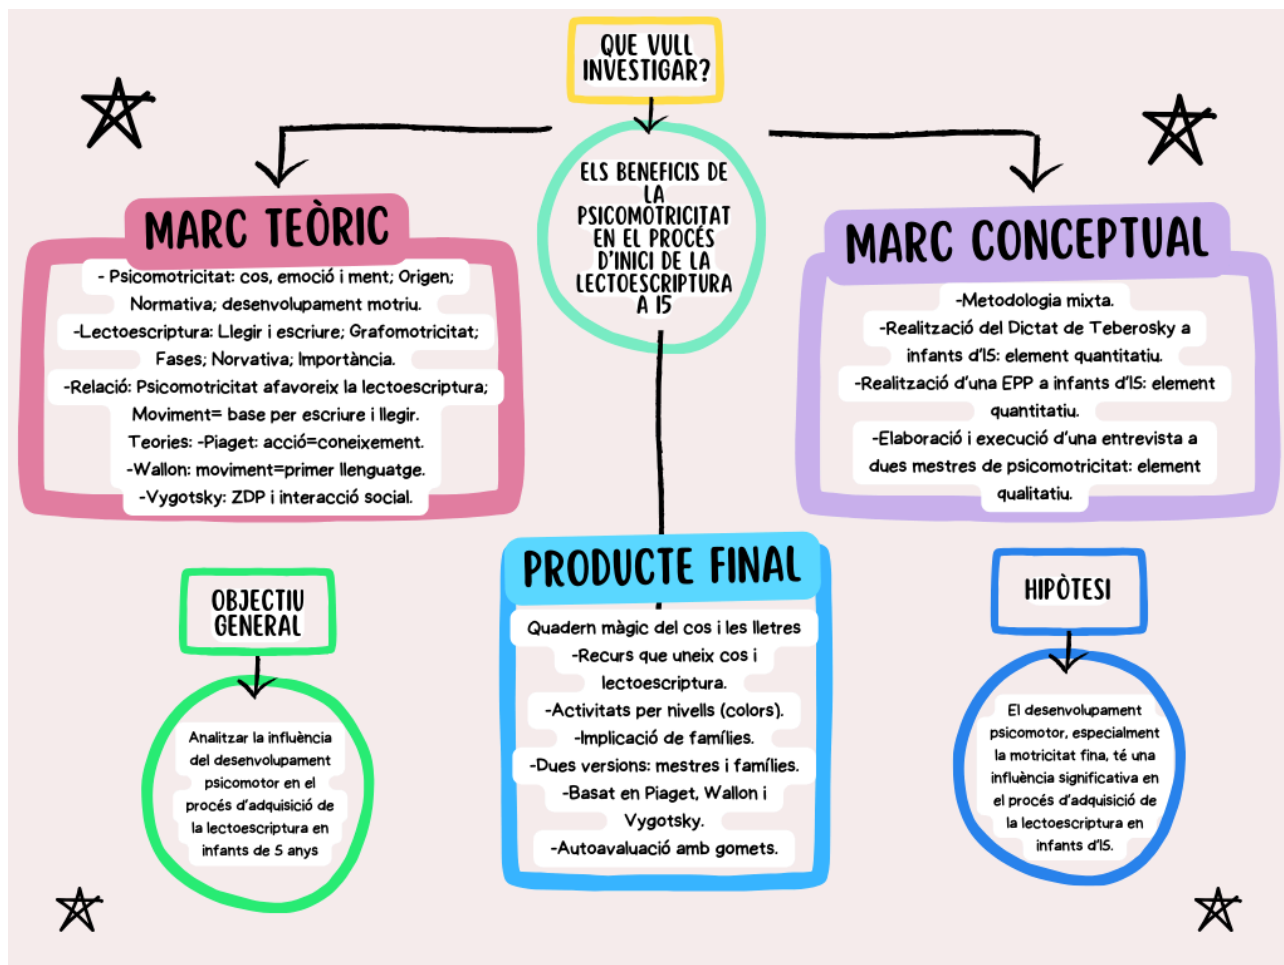 QUE VULL
INVESTIGAR?
ELS BENEFICIS DE
LA
PSICOMOTRICITAT
EN EL PROCÉS
D'INICI DE LA
LECTOESCRIPTURA
A I5
MARC TEÒRIC
- Psicomotricitat: cos, emoció i ment; Origen;
Normativa; desenvolupament motriu.
-Lectoescriptura: Llegir i escriure; Grafomotricitat;
Fases; Norvativa; Importància.
-Relació: Psicomotricitat afavoreix la lectoescriptura;
Moviment= base per escriure i llegir.
Teories: -Piaget: acció=coneixement.
-Wallon: moviment=primer llenguatge.
-Vygotsky: ZDP i interacció social.
MARC CONCEPTUAL
-Metodologia mixta.
-Realització del Dictat de Teberosky a
infants d'I5: element quantitatiu.
-Realització d'una EPP a infants d'I5: element
quantitatiu.
-Elaboració i execució d'una entrevista a
dues mestres de psicomotricitat: element
qualitatiu.
OBJECTIU
GENERAL
Analitzar la influència
del desenvolupament
psicomotor en el
procés d'adquisició de
la lectoescriptura en
infants de 5 anys
PRODUCTE FINAL
Quadern màgic del cos i les lletres
-Recurs que uneix cos i
lectoescriptura.
-Activitats per nivells (colors).
-Implicació de famílies.
-Dues versions: mestres i famílies.
-Basat en Piaget, Wallon i
Vygotsky.
-Autoavaluació amb gomets.
HIPÒTESI
El desenvolupament
psicomotor, especialment
la motricitat fina, té una
influència significativa en
el procés d'adquisició de
la lectoescriptura en
infants d'I5.